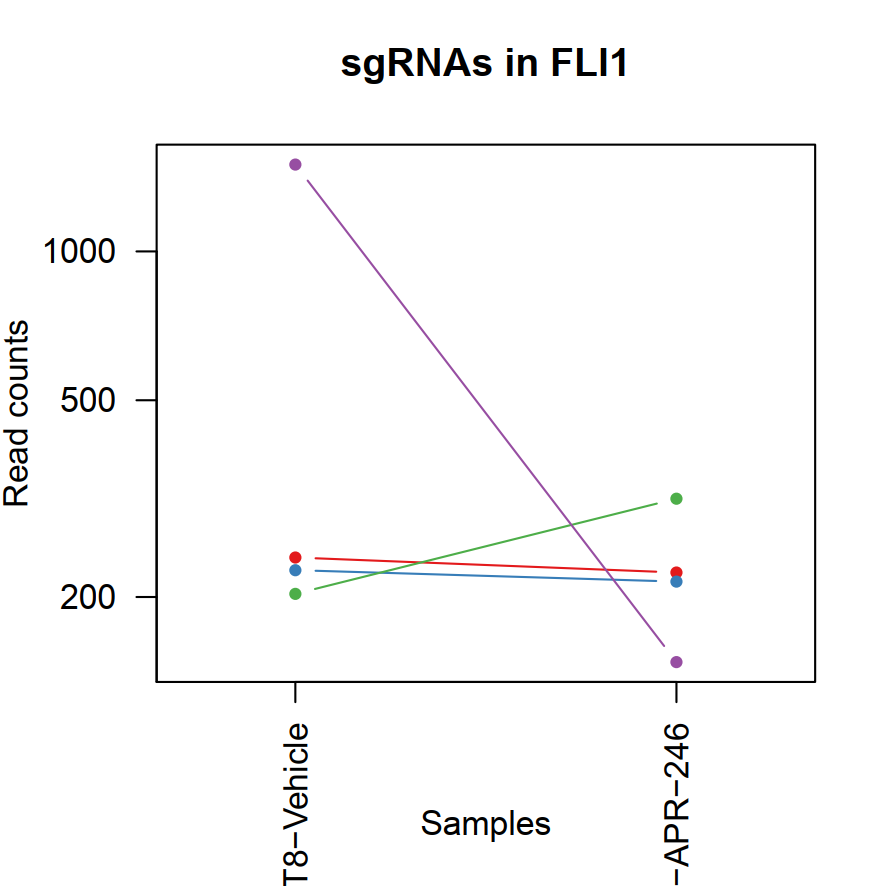 sgRNAs in FLI1
1000
500
200
Read counts
T8−Vehicle
−APR−246
Samples